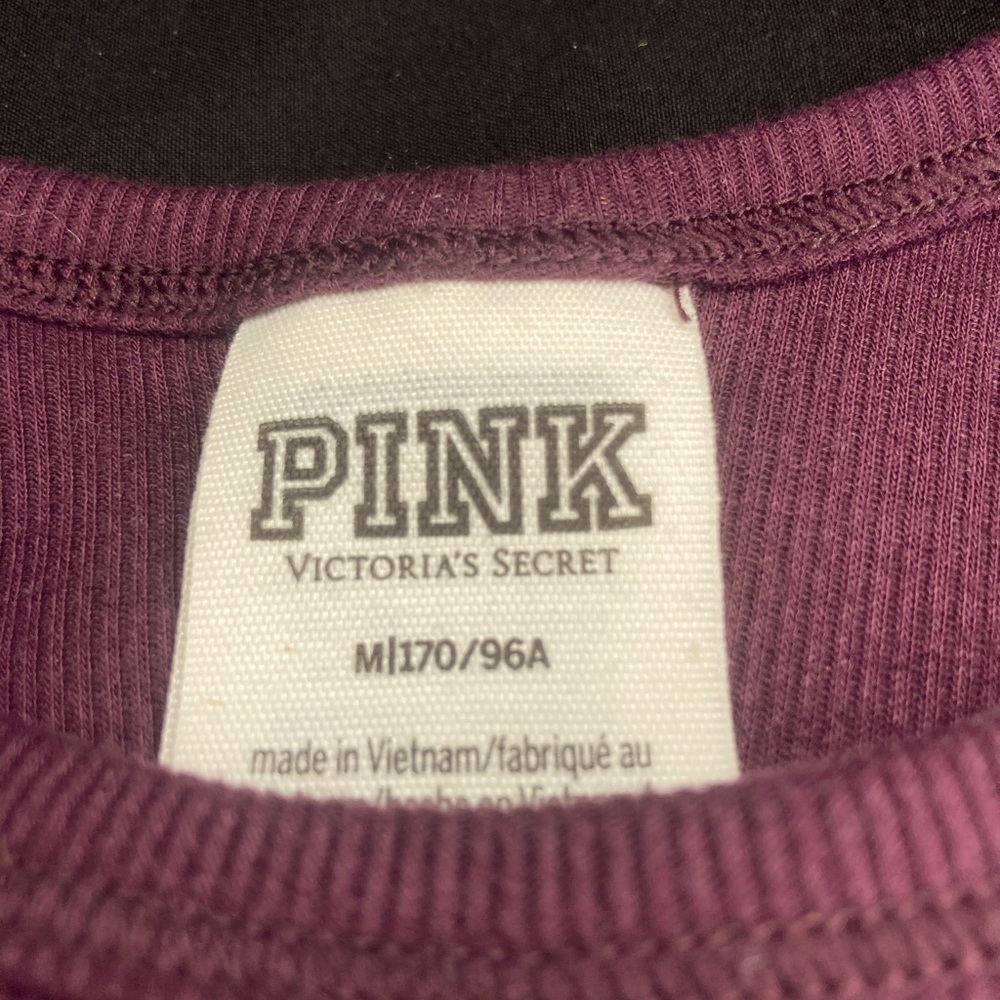 PINK
VICTORIA'S SECRET
M|170/96A
made in Vietnam/fabriqué au